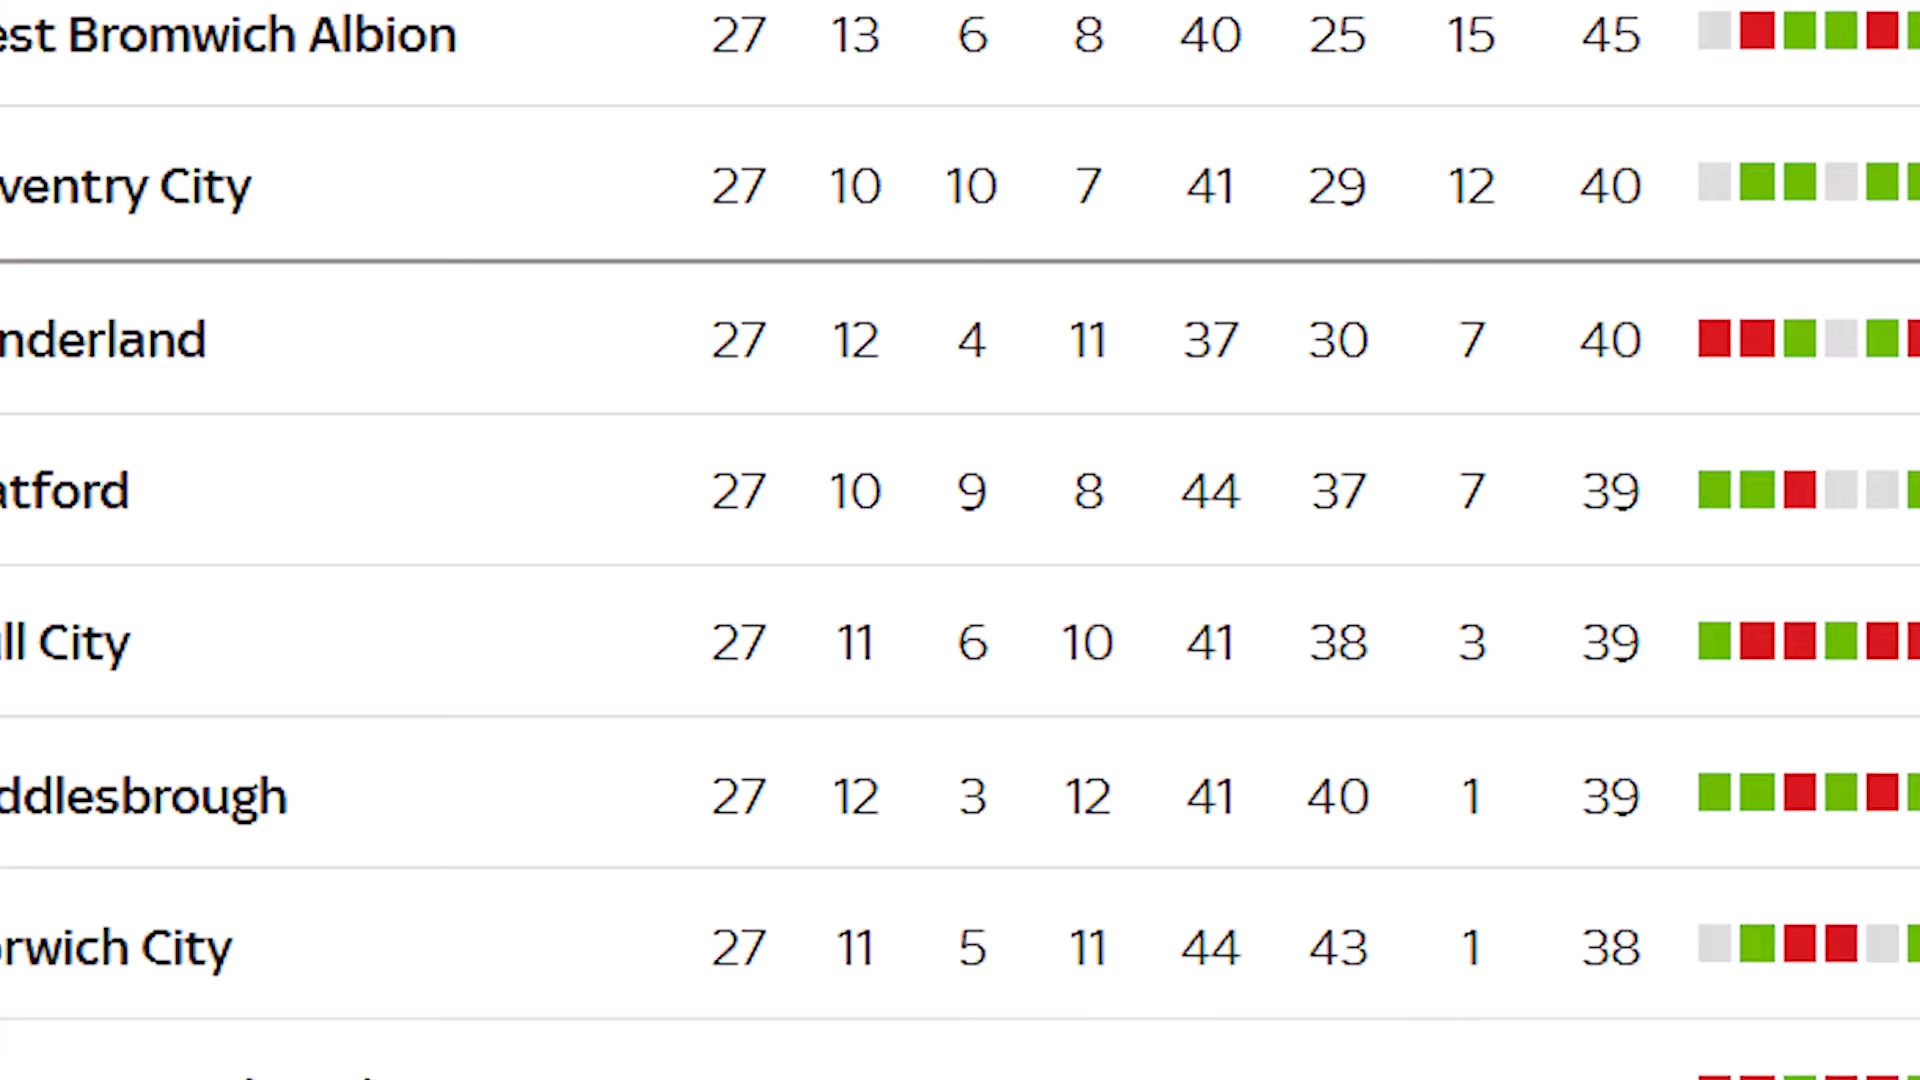 est Bromwich Albion 27 13 6 8 40 25 15 45
ventry City 27 10 10 7 41 29 12 40
nderland 27 12 4 11 37 30 7 40
atford 27 10 9 8 44 37 7 39
ll City 27 11 6 10 41 38 3 39
ddlesbrough 27 12 3 12 41 40 1 39
rwich City 27 11 5 11 44 43 1 38